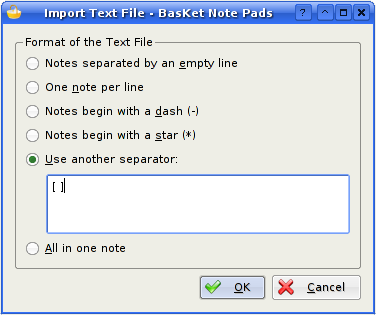 Import Text File - BasKet Note Pads
Format of the Text File
Notes separated by an empty line
One note per line
Notes begin with a dash (-)
Notes begin with a star (*)
Use another separator:
[ ]
All in one note
OK Cancel